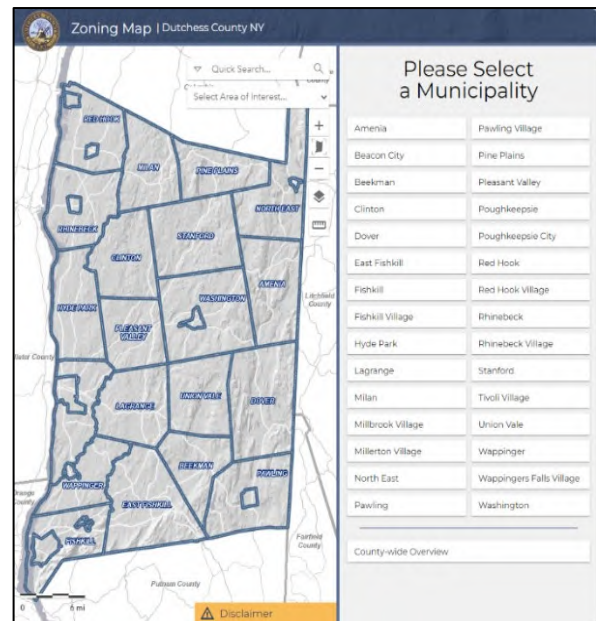 Zoning Map | Dutchess County NY
Quick Search...
Select Area of Interest...
County
RED HOOK
MILAN
PINE PLAINS
NORTH EAST
RHINEBECK
STANFORD
CLINTON
AMENIA
WASHINGTON
HYDE PARK
Litchfield
County
PLEASANT
VALLEY
LAGRANGE
UNION VALE
DOVER
BEEKMAN
PAWLING
WAPPINGER
EAST FISHKILL
County
FISHKILL
Fairfield
County
Putnam County
0 6 mi
Disclaimer
Please Select
a Municipality
Amenia
Pawling Village
Beacon City
Pine Plains
Beekman
Pleasant Valley
Clinton
Poughkeepsie
Dover
Poughkeepsie City
East Fishkill
Red Hook
Fishkill
Red Hook Village
Fishkill Village
Rhinebeck
Hyde Park
Rhinebeck Village
Lagrange
Stanford
Milan
Tivoli Village
Millbrook Village
Union Vale
Millerton Village
Wappinger
North East
Wappingers Falls Village
Pawling
Washington
County-wide Overview